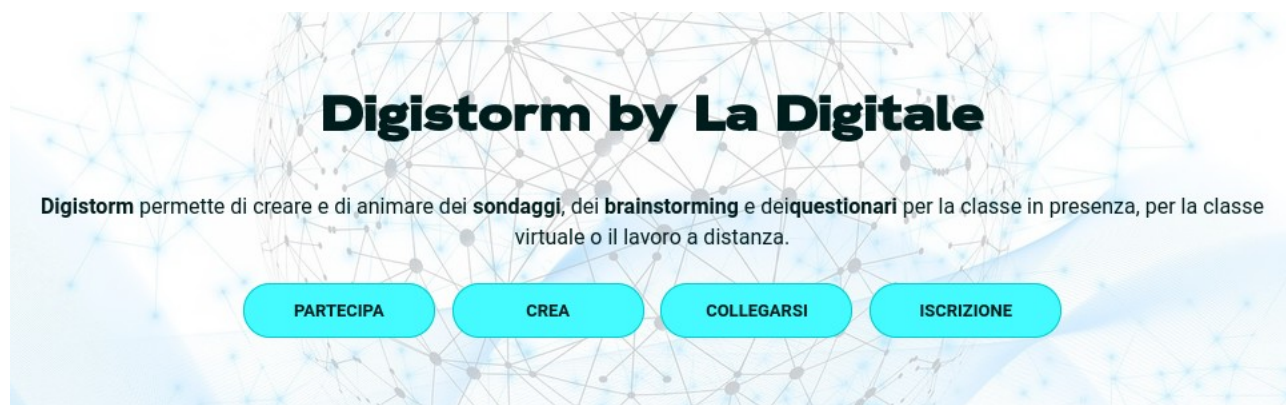 Digistorm by La Digitale
Digistorm permette di creare e di animare dei sondaggi, dei brainstorming e deiquestionari per la classe in presenza, per la classe
virtuale o il lavoro a distanza.
PARTECIPA CREA COLLEGARSI ISCRIZIONE